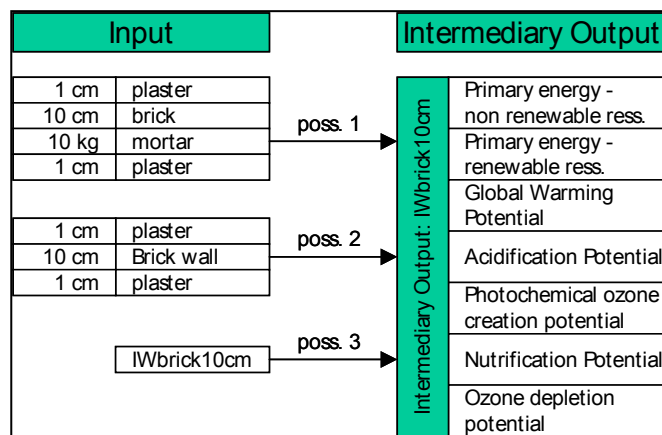 Input
Intermediary Output
1 cm plaster
10 cm brick
10 kg mortar
1 cm plaster
poss. 1
1 cm plaster
10 cm Brick wall
1 cm plaster
poss. 2
IWbrick10cm
poss. 3
Intermediary Output: IWbrick10cm
Primary energy -
non renewable ress.
Primary energy -
renewable ress.
Global Warming
Potential
Acidification Potential
Photochemical ozone
creation potential
Nutrification Potential
Ozone depletion
potential